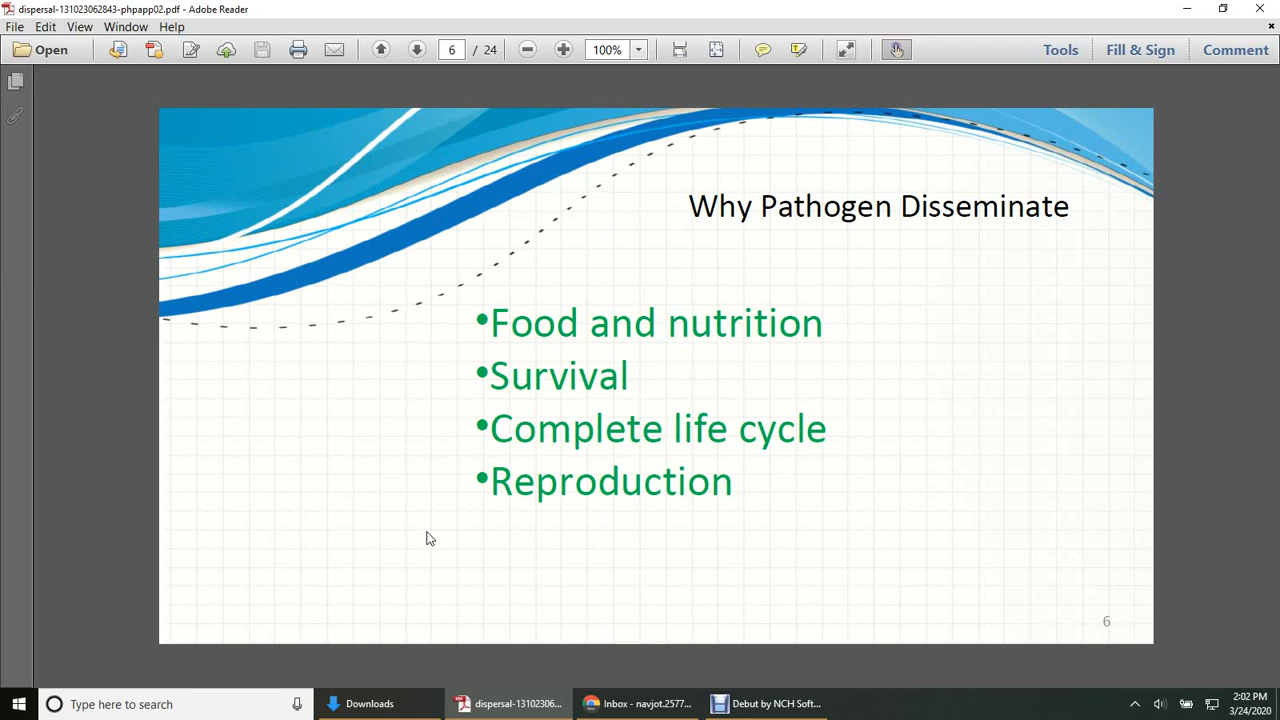 dispersal-131023062843-phpapp02.pdf - Adobe Reader
File Edit View Window Help
Open 6 / 24 100% Tools Fill & Sign Comment
Why Pathogen Disseminate
•Food and nutrition
•Survival
•Complete life cycle
•Reproduction
6
Type here to search Downloads dispersal-13102306... Inbox - navjot.2577... Debut by NCH Soft... 2:02 PM
3/24/2020